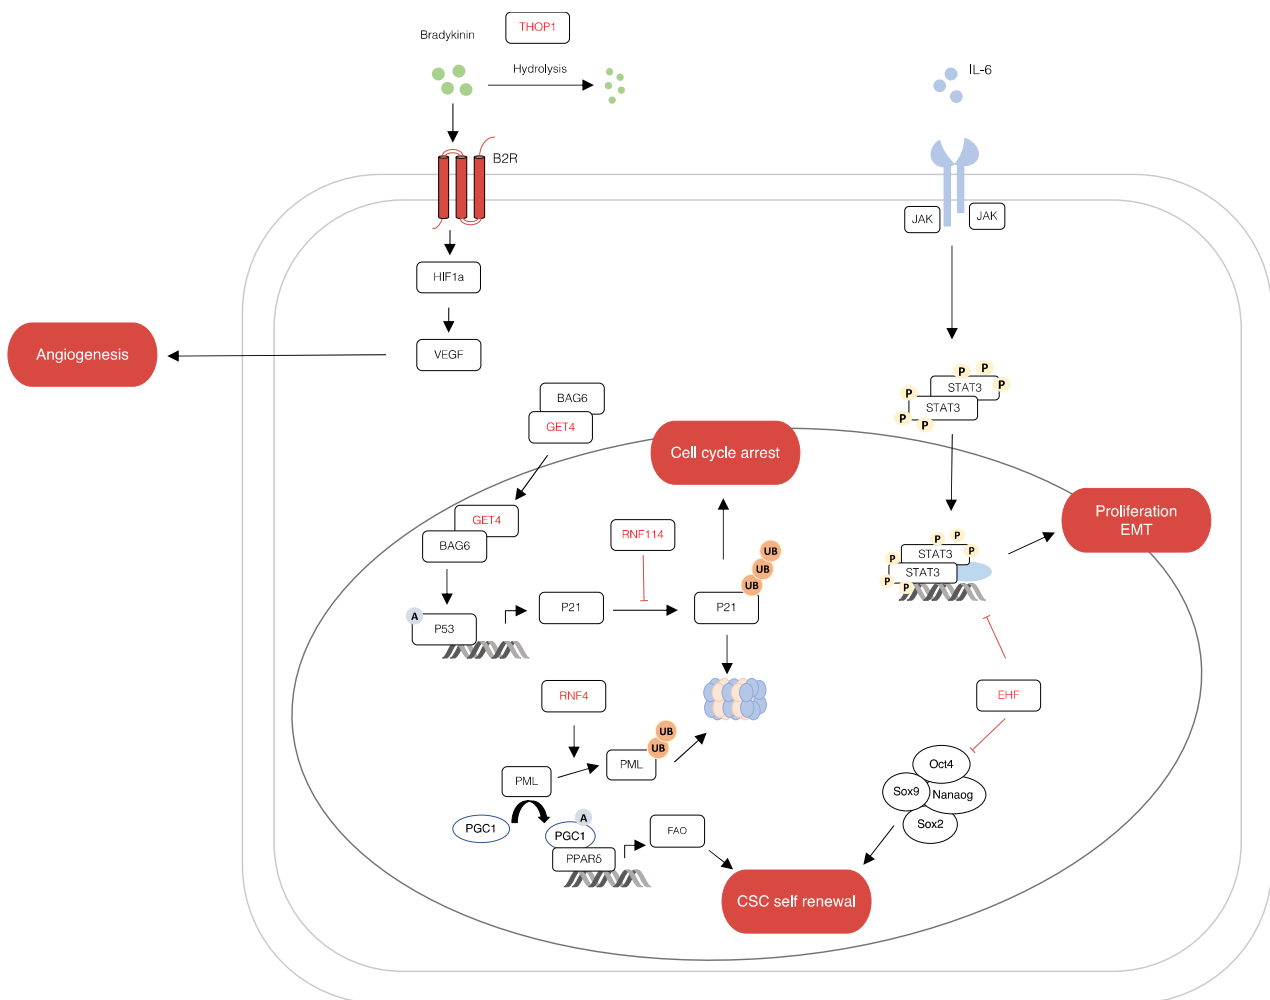 THOP1
Bradykinin
Hydrolysis
IL-6
B2R
JAK
JAK
HIF1a
VEGF
Angiogenesis
P
P
P
P
P
P
STAT3
STAT3
BAG6
GET4
Cell cycle arrest
GET4
BAG6
RNF114
Proliferation
EMT
P
P
P
P
P
P
STAT3
STAT3
UB
UB
UB
A
P53
P21
P21
RNF4
EHF
UB
UB
PML
PML
Oct4
Sox9
Nanaog
Sox2
PGC1
A
PGC1
PPARδ
FAO
CSC self renewal